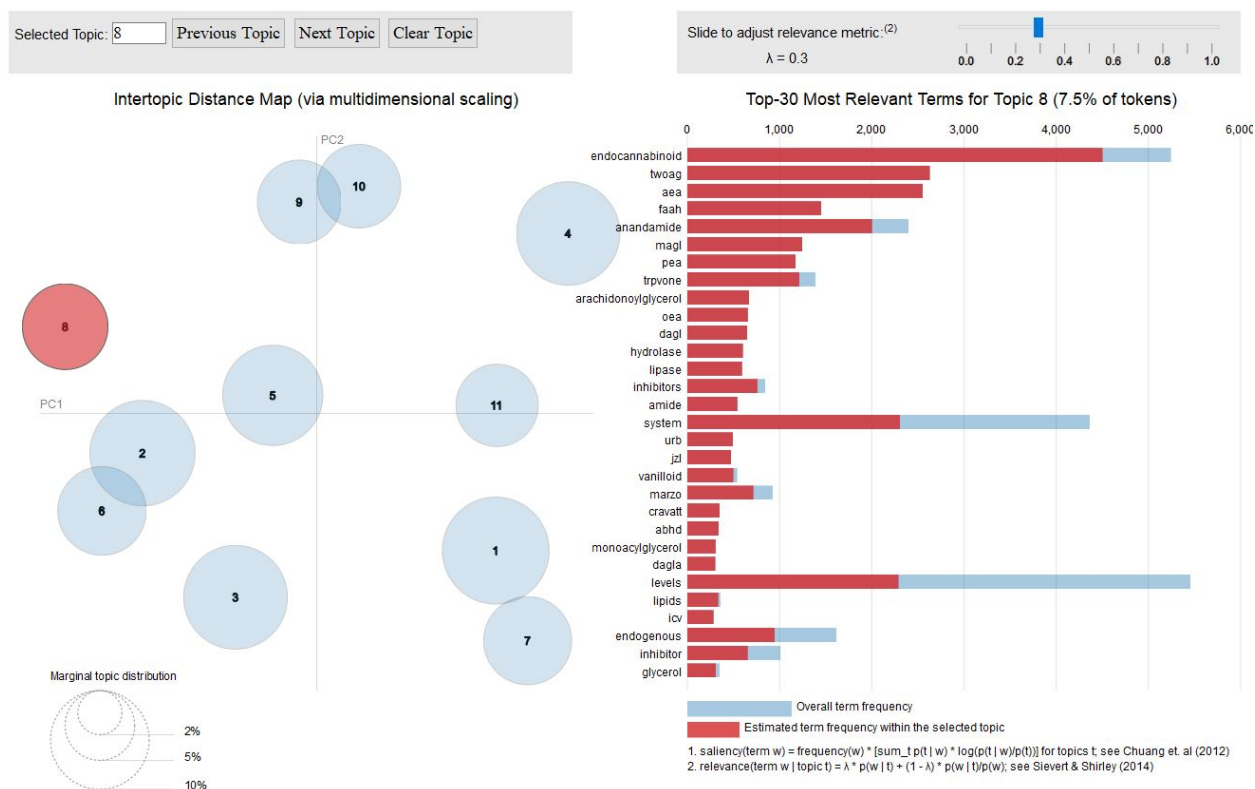 Selected Topic: 8 Previous Topic Next Topic Clear Topic
Slide to adjust relevance metric:(2)
λ = 0.3
0.0 0.2 0.4 0.6 0.8 1.0
Intertopic Distance Map (via multidimensional scaling)
PC2
PC1
9
10
4
8
5
11
2
6
1
3
7
Marginal topic distribution
2%
5%
10%
Top-30 Most Relevant Terms for Topic 8 (7.5% of tokens)
0 1,000 2,000 3,000 4,000 5,000 6,000
endocannabinoid
twoag
aea
faah
anandamide
magl
pea
trpvone
arachidonoylglycerol
oea
dagl
hydrolase
lipase
inhibitors
amide
system
urb
jzl
vanilloid
marzo
cravatt
abhd
monoacylglycerol
dagla
levels
lipids
icv
endogenous
inhibitor
glycerol
Overall term frequency
Estimated term frequency within the selected topic
1. saliency(term w) = frequency(w) * [sum_t p(t | w) * log(p(t | w)/p(t))] for topics t; see Chuang et. al (2012)
2. relevance(term w | topic t) = λ * p(w | t) + (1 - λ) * p(w | t)/p(w); see Sievert & Shirley (2014)